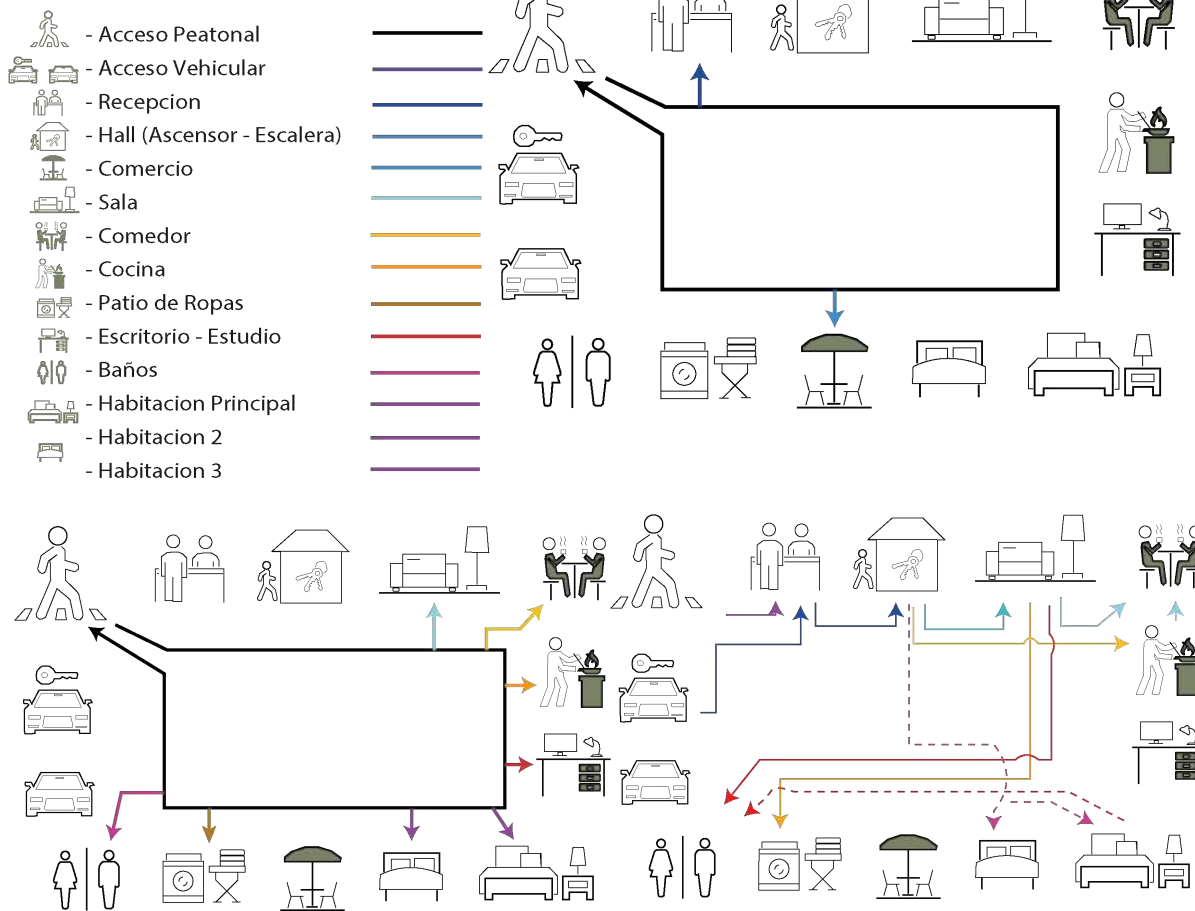 - Acceso Peatonal
- Acceso Vehicular
- Recepcion
- Hall (Ascensor - Escalera)
- Comercio
- Sala
- Comedor
- Cocina
- Patio de Ropas
- Escritorio - Estudio
- Baños
- Habitacion Principal
- Habitacion 2
- Habitacion 3